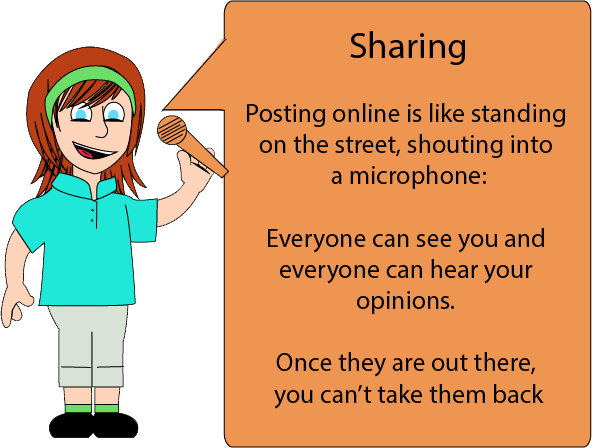 Sharing
Posting online is like standing
on the street, shouting into
a microphone:
Everyone can see you and
everyone can hear your
opinions.
Once they are out there,
you can’t take them back